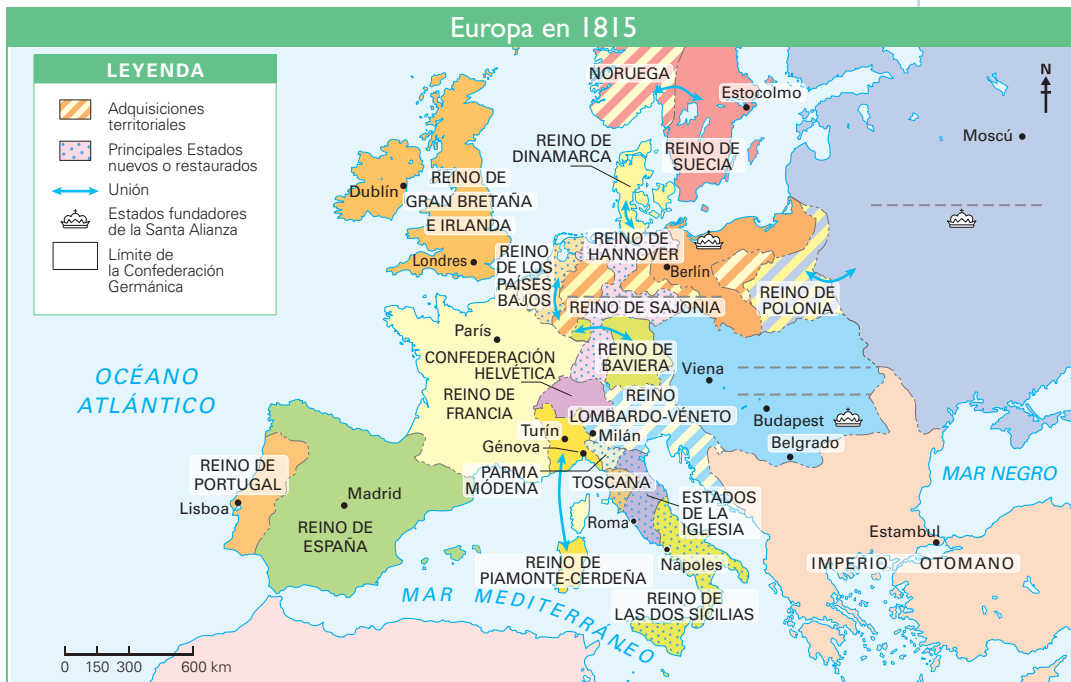 Europa en 1815
LEYENDA
Adquisiciones
territoriales
Principales Estados
nuevos o restaurados
Unión
Estados fundadores
de la Santa Alianza
Límite de
la Confederación
Germánica
N
NORUEGA
Estocolmo
Moscú
REINO DE
DINAMARCA
REINO DE
SUECIA
Dublín
REINO DE
GRAN BRETAÑA
E IRLANDA
Londres
REINO
DE LOS
PAÍSES
BAJOS
REINO DE
HANNOVER
Berlín
REINO DE
POLONIA
REINO DE SAJONIA
París
CONFEDERACIÓN
HELVÉTICA
REINO DE
BAVIERA
Viena
OCÉANO
ATLÁNTICO
REINO DE
FRANCIA
REINO
LOMBARDO-VÉNETO
Budapest
Turín
Milán
Génova
Belgrado
PARMA
MÓDENA
TOSCANA
MAR NEGRO
REINO DE
PORTUGAL
Lisboa
Madrid
REINO DE
ESPAÑA
ESTADOS
DE LA
IGLESIA
Roma
Nápoles
Estambul
IMPERIO OTOMANO
REINO DE
PIAMONTE-CERDEÑA
REINO DE
LAS DOS SICILIAS
MAR MEDITERRÁNEO
0 150 300 600 km